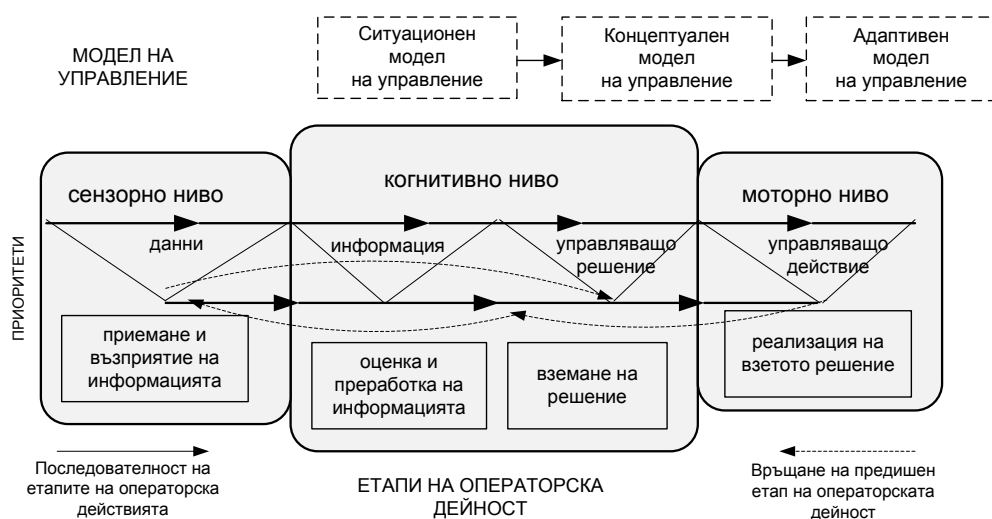 МОДЕЛ НА
УПРАВЛЕНИЕ
Ситуационен
модел
на управление
Концептуален
модел
на управление
Адаптивен
модел
на управление
сензорно ниво
когнитивно ниво
моторно ниво
данни
информация
управляващо
решение
управляващо
действие
ПРИОРИТЕТИ
приемане и
възприятие на
информацията
оценка и
преработка на
информацията
вземане на
решение
реализация на
взетото решение
Последователност на
етапите на операторска
действията
ЕТАПИ НА ОПЕРАТОРСКА
ДЕЙНОСТ
Връщане на предишен
етап на операторската
дейност